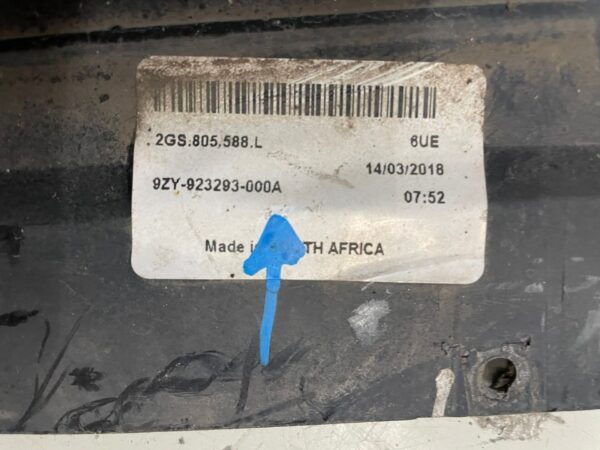 2GS.805.588.L 6UE
14/03/2018
9ZY-923293-000A
07:52
Made AFRICA